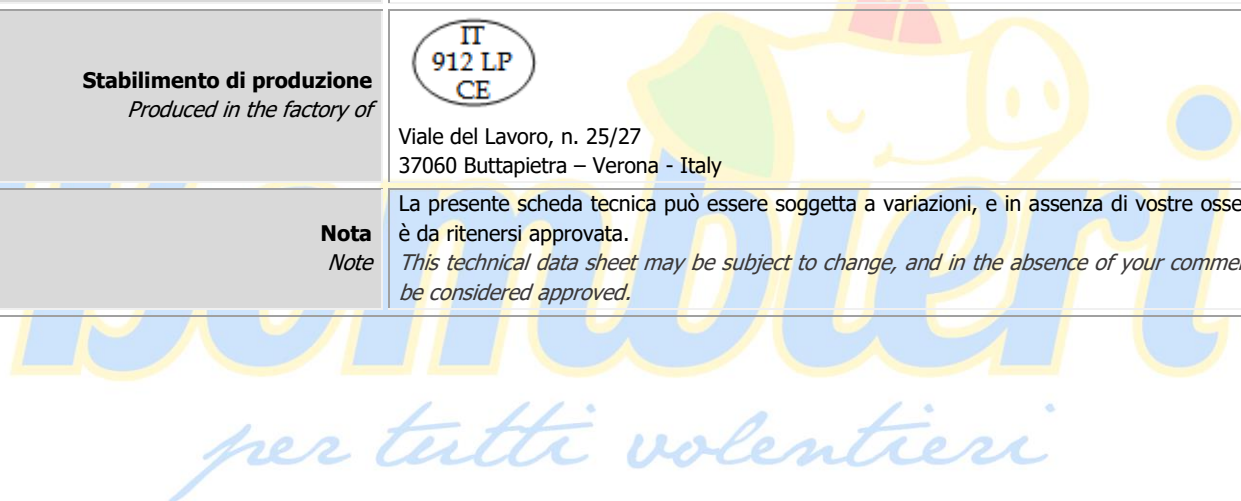 Stabilimento di produzione
Produced in the factory of
IT
912 LP
CE
Viale del Lavoro, n. 25/27
37060 Buttapietra – Verona - Italy
Nota
Note
La presente scheda tecnica può essere soggetta a variazioni, e in assenza di vostre osse
è da ritenersi approvata.
This technical data sheet may be subject to change, and in the absence of your comme
be considered approved.
per tutti volentieri